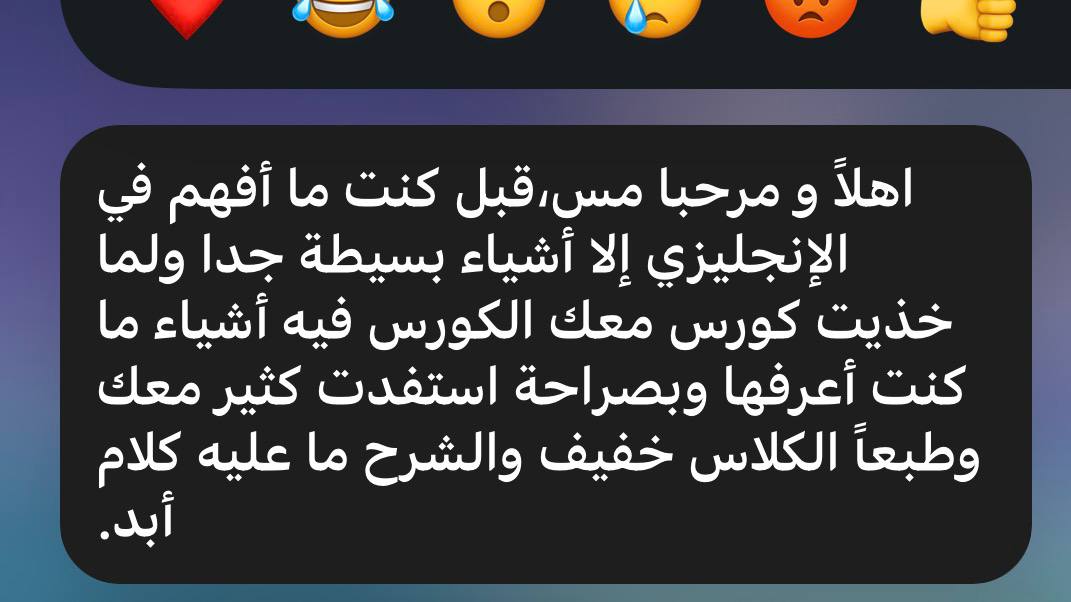 اهلاً و مرحبا مس،قبل كنت ما أفهم في
الإنجليزي إلا أشياء بسيطة جدا ولما
خذيت كورس معك الكورس فيه أشياء ما
كنت أعرفها وبصراحة استفدت كثير معك
وطبعاً الكلاس خفيف والشرح ما عليه كلام
أبد.